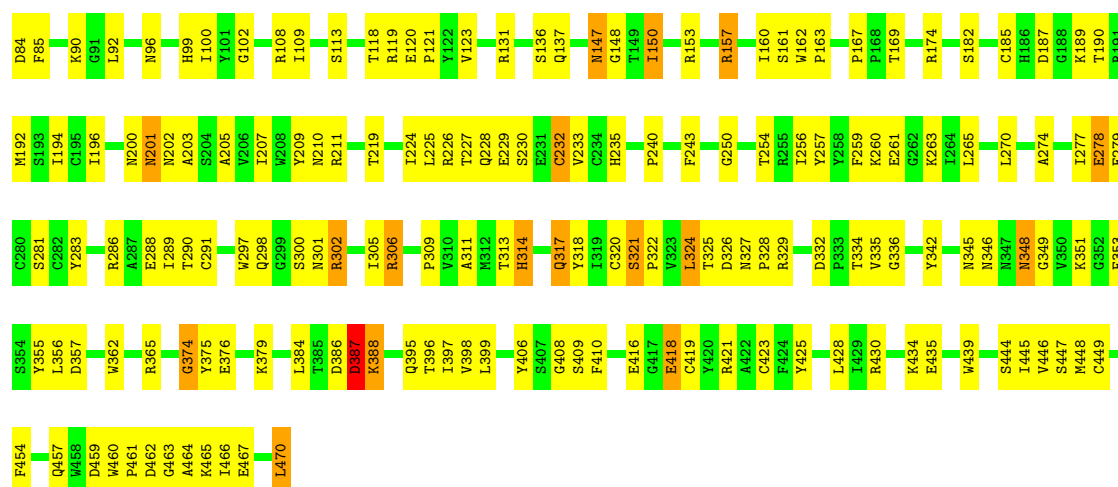 D84 F85 K90 G91 L92 N96 H99 I100 Y101 G102 R108 I109 S113 T118 R119 E120 P121 Y122 V123 R131 S136 Q137 N147 G148 T149 I150 R153 R157 I160 S161 W162 P163 P167 P168 T169 R174 S182 C185 H186 D187 G188 K189 T190
M192 S193 I194 C195 I196 N200 N201 N202 A203 S204 A205 V206 I207 W208 Y209 N210 R211 T219 I224 L225 R226 T227 Q228 E229 S230 E231 C232 V233 C234 H235 P240 F243 G250 T254 R255 I256 Y257 Y258 F259 K260 E261 G262 K263 I264 L265 L270 A274 I277 E278
C280 S281 C282 Y283 R286 A287 E288 I289 T290 C291 W297 Q298 G299 S300 N301 R302 I305 R306 P309 V310 A311 M312 T313 H314 Q317 Y318 I319 C320 S321 P322 V323 L324 T325 D326 N327 P328 R329 D332 P333 T334 V335 G336 Y342 N345 N346 N347 N348 G349 V350 K351 G352
S354 Y355 L356 D357 W362 R365 G374 Y375 E376 K379 L384 T385 D386 D387 K388 Q395 T396 I397 V398 L399 Y406 S407 G408 S409 F410 E416 G417 E418 C419 Y420 R421 A422 C423 F424 Y425 L428 I429 R430 K434 E435 W439 S444 I445 V446 S447 M448 C449
F454 Q457 W458 D459 W460 P461 D462 G463 A464 K465 I466 E467 L470